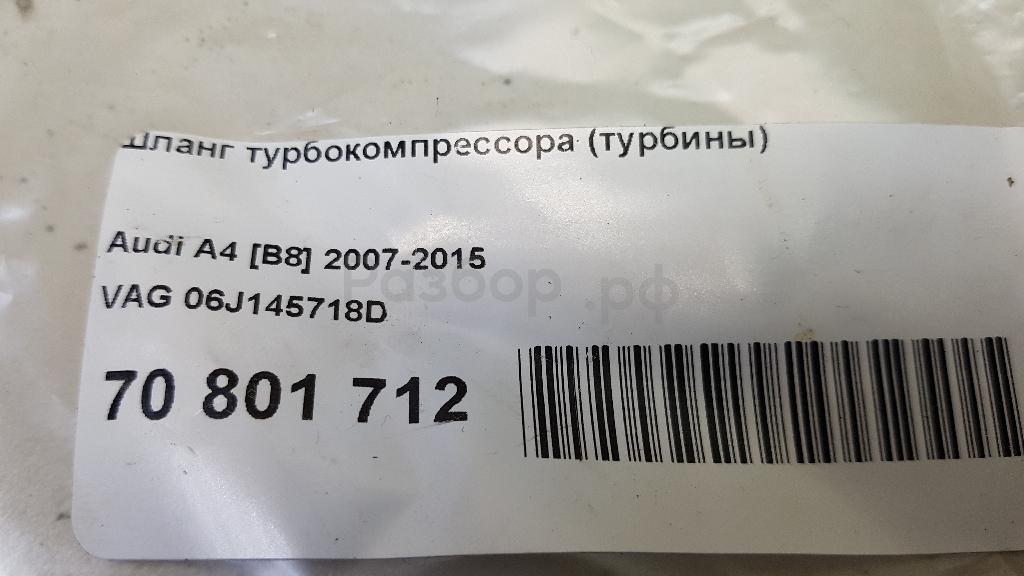 Шланг турбокомпрессора (турбины)
Audi A4 [B8] 2007-2015
Разбор.рф
VAG 06J145718D
70 801 712